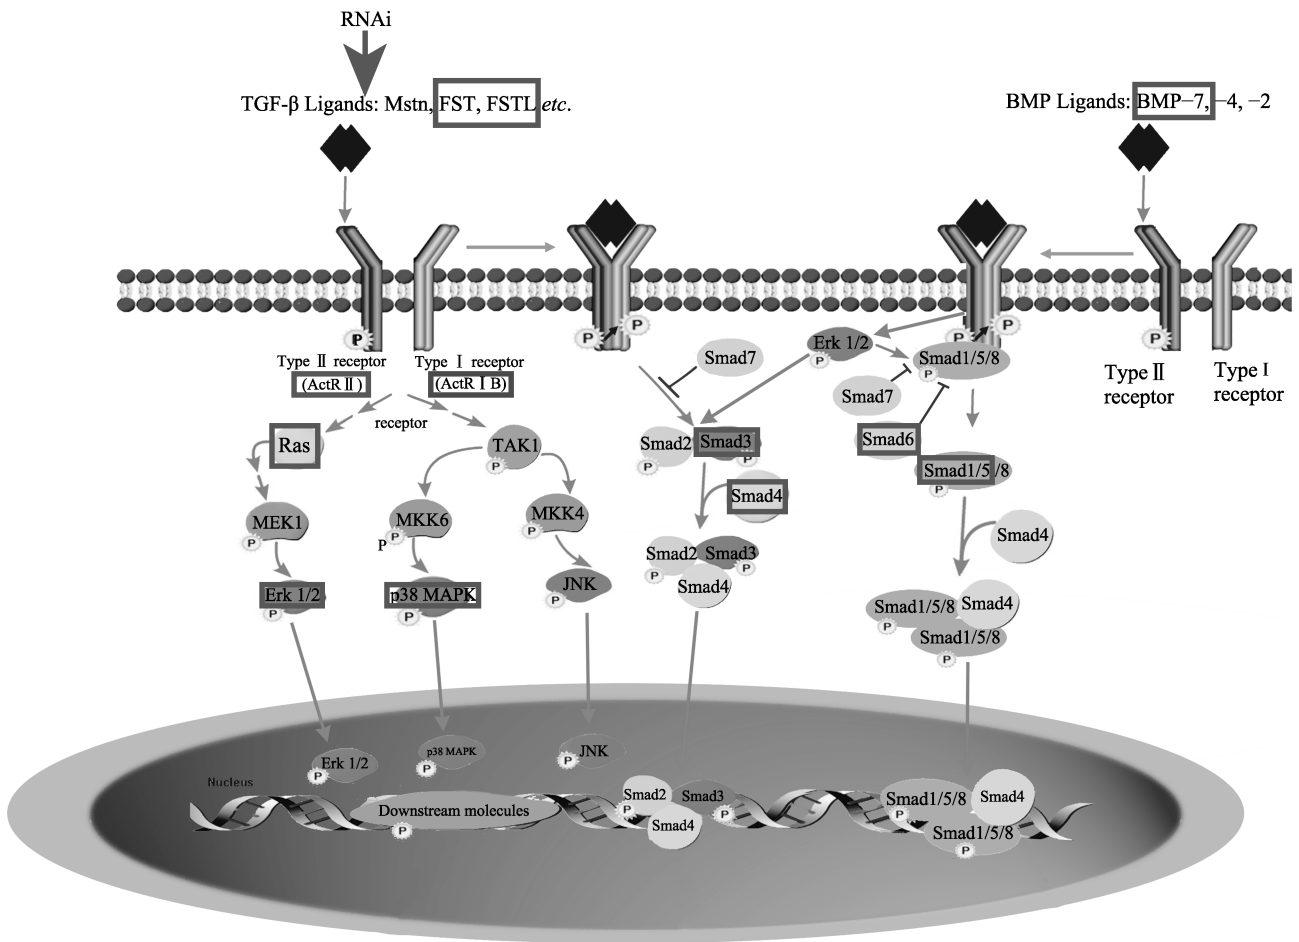 RNAi
TGF-β Ligands: Mstn, FST, FSTL etc.
BMP Ligands: BMP−7, −4, −2
P
P
P
P
P
P
Type Ⅱ receptor
(ActR Ⅱ)
Type Ⅰ receptor
(ActR Ⅰ B)
receptor
Type Ⅱ
receptor
Type Ⅰ
receptor
Smad7
Erk 1/2
P
Smad1/5/8
P
Smad7
Smad6
Ras
TAK1
P
Smad2
P
Smad3
P
Smad1/5/8
P
Smad4
MEK1
P
MKK6
P
P
MKK4
P
Smad4
Smad2
P
Smad3
P
Smad4
Erk 1/2
P
p38 MAPK
P
JNK
P
Smad1/5/8
P
Smad4
Smad1/5/8
P
Nucleus
Erk 1/2
P
p38 MAPK
P
JNK
P
Downstream molecules
P
Smad2
P
Smad3
P
Smad4
Smad1/5/8
P
Smad4
Smad1/5/8
P